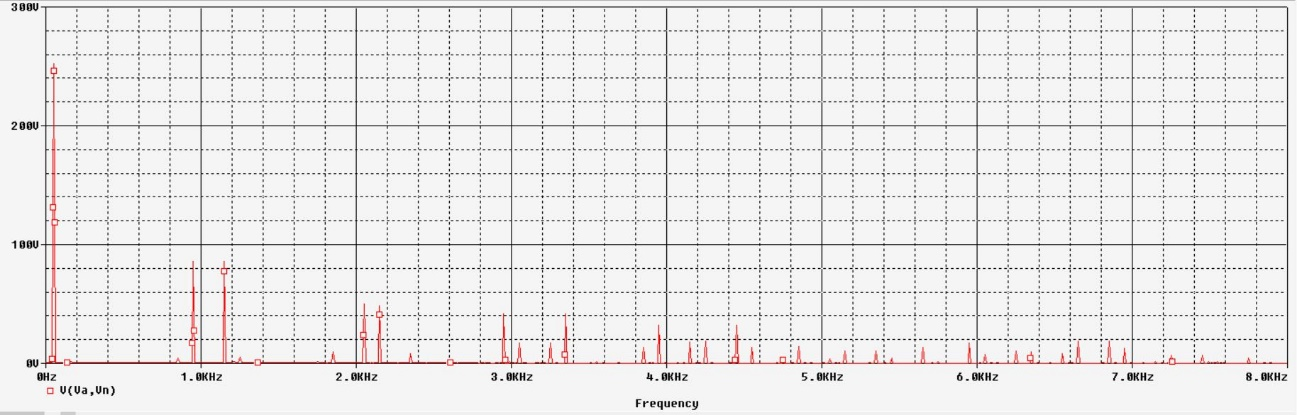 300V
200V
100V
0V
0Hz 1.0KHz 2.0KHz 3.0KHz 4.0KHz 5.0KHz 6.0KHz 7.0KHz 8.0KHz
V(Va,Vn)
Frequency